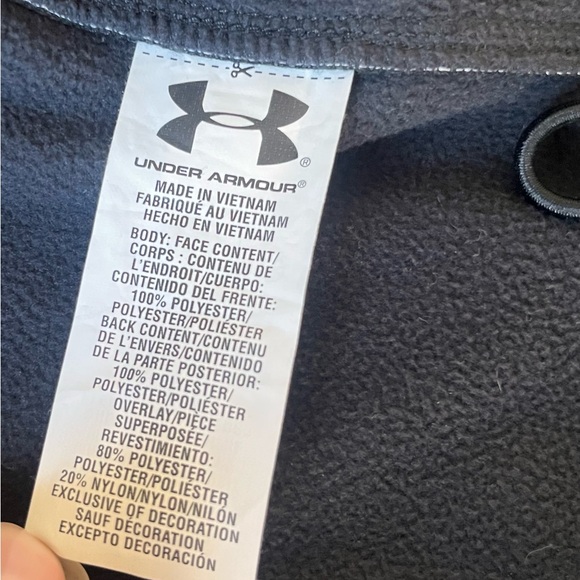 UNDER ARMOUR®
MADE IN VIETNAM
FABRIQUÉ AU VIETNAM
HECHO EN VIETNAM
BODY: FACE CONTENT/
CORPS : CONTENU DE
L'ENDROIT/CUERPO:
CONTENIDO DEL FRENTE:
100% POLYESTER/
POLYESTER/POLIÉSTER
BACK CONTENT/CONTENU
DE L'ENVERS/CONTENIDO
DE LA PARTE POSTERIOR:
100% POLYESTER/
POLYESTER/POLIÉSTER
OVERLAY/PIÈCE
SUPERPOSÉE/
REVESTIMIENTO:
80% POLYESTER/
POLYESTER/POLIÉSTER
20% NYLON/NYLON/NILÓN
EXCLUSIVE OF DECORATION
SAUF DÉCORATION
EXCEPTO DECORACIÓN